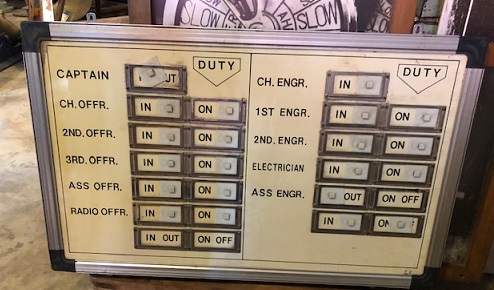 SLOW SLOW
DUTY
CAPTAIN OUT
CH. OFFR. IN ON
2ND. OFFR. IN ON
3RD. OFFR. IN ON
ASS OFFR. IN ON
RADIO OFFR. IN ON
IN OUT ON OFF
DUTY
CH. ENGR. IN
1ST ENGR. IN ON
2ND. ENGR. IN ON
ELECTRICIAN IN ON
ASS ENGR. OUT ON OFF
IN ON